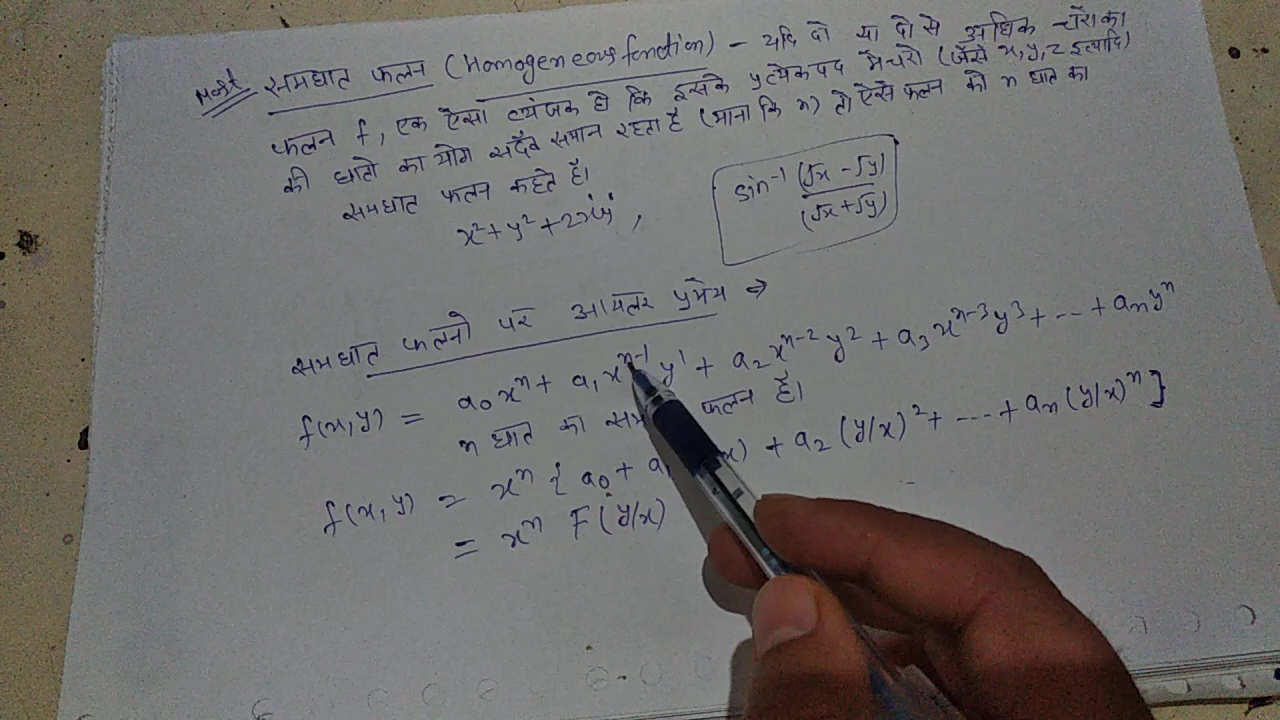 Most समघात फलन (Homogeneous function) - यदि दो या दो से अधिक चरों का
फलन f, एक ऐसा व्यंजक हो कि इसके प्रत्येक पद में चरों (जैसे x, y, z इत्यादि)
की घातो का योग सदैव समान रहता है (माना कि n) तो ऐसे फलन को n घात का
समघात फलन कहते है।
x² + y² + 2xy ,
sin⁻¹ (√x - √y) / (√x + √y)
समघात फलनो पर आयलर प्रमेय ⇒
f(x, y) = a₀xⁿ + a₁xⁿ⁻¹y¹ + a₂xⁿ⁻²y² + a₃xⁿ⁻³y³ + --- + aₙyⁿ
n घात का सम फलन है।
f(x, y) = xⁿ { a₀ + a x) + a₂ (y/x)² + ---- + aₙ (y/x)ⁿ }
= xⁿ F(y/x)